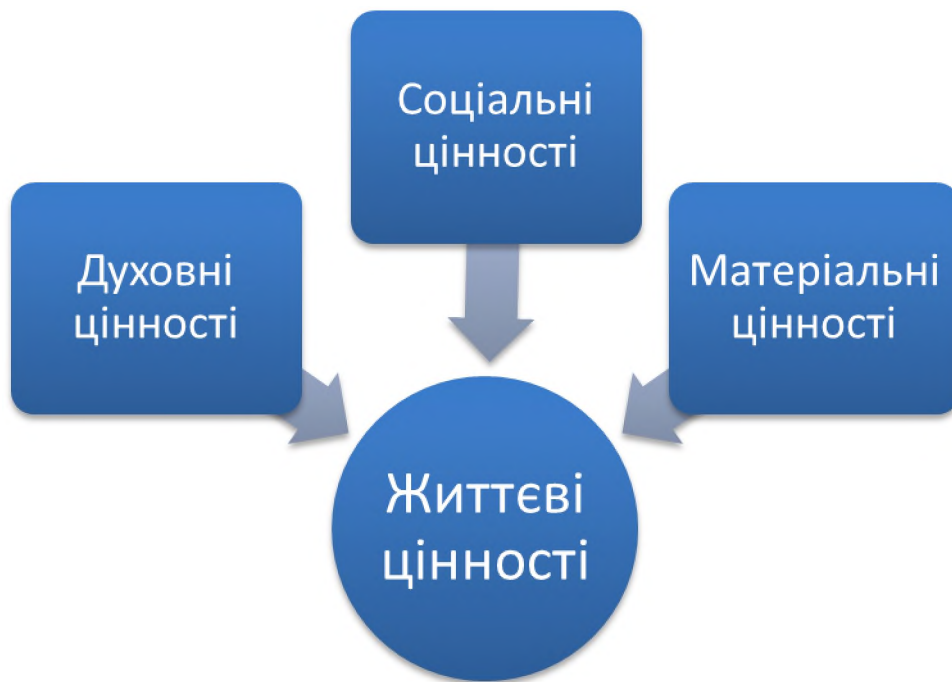 Соціальні
цінності
Духовні
цінності
Матеріальні
цінності
Життєві
цінності